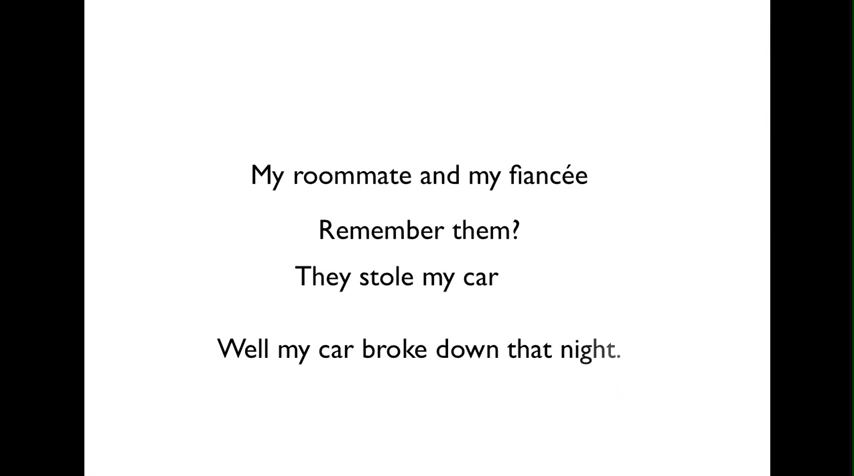 My roommate and my fiancée
Remember them?
They stole my car
Well my car broke down that night.